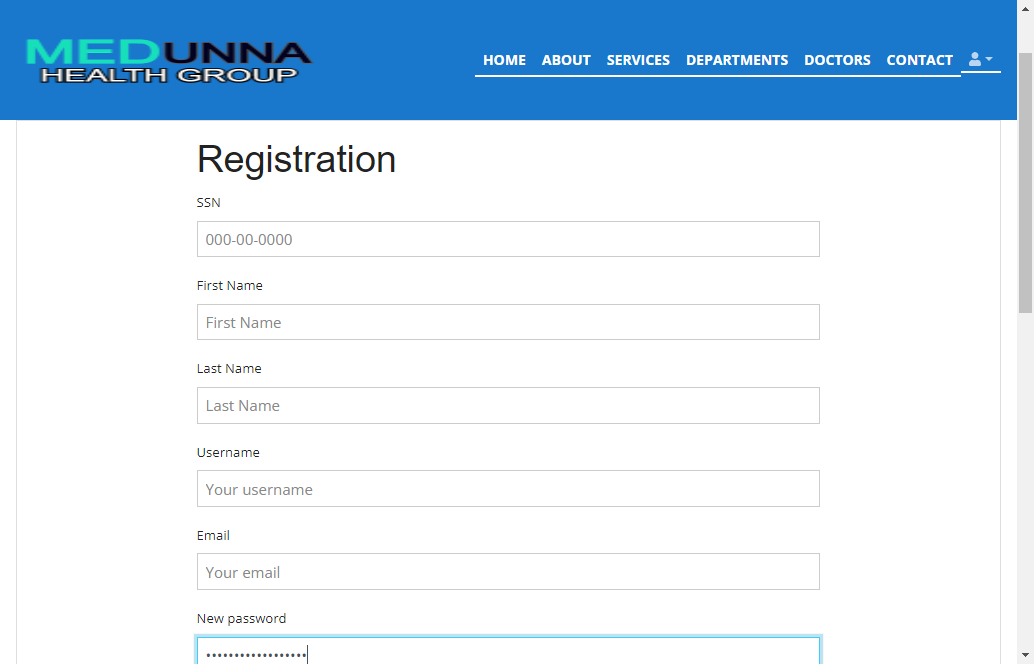 MEDUNNA
HEALTH GROUP
HOME ABOUT SERVICES DEPARTMENTS DOCTORS CONTACT
Registration
SSN
000-00-0000
First Name
First Name
Last Name
Last Name
Username
Your username
Email
Your email
New password
••••••••••••••••••